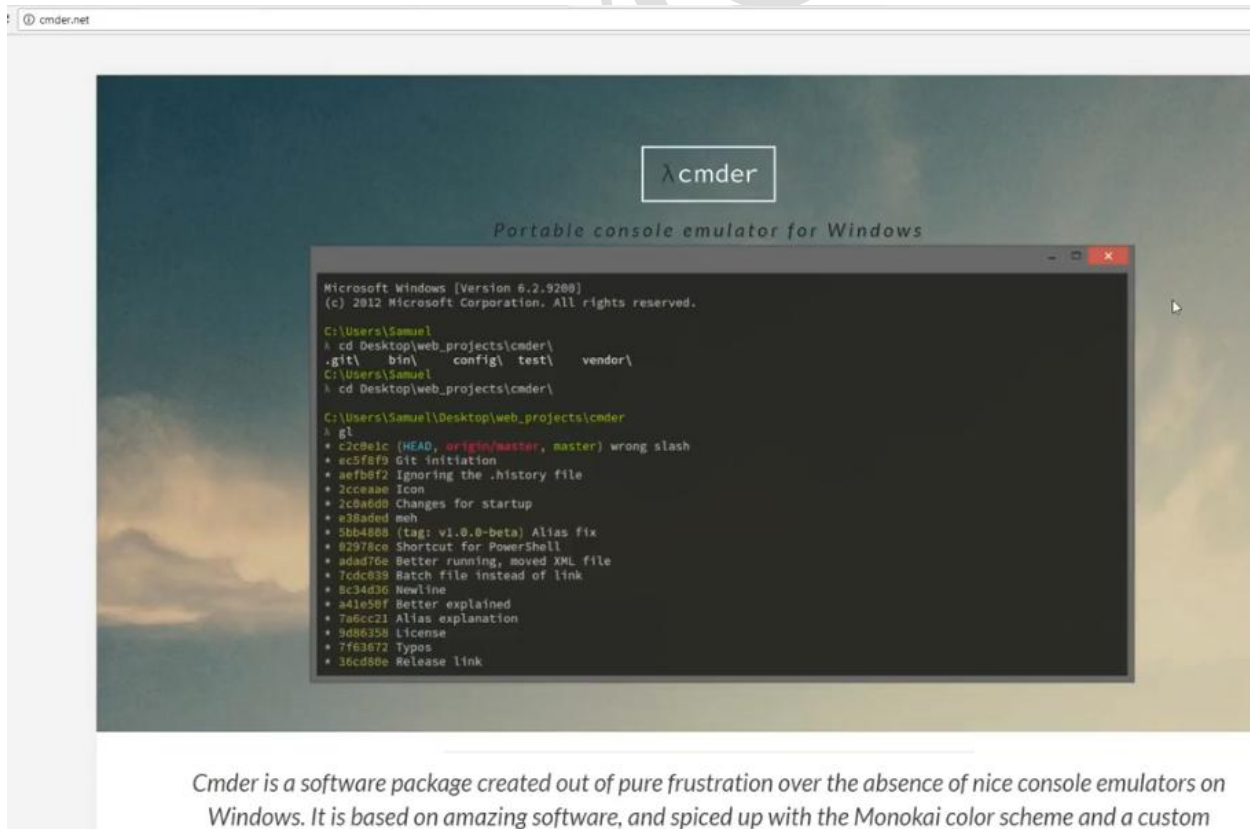 cmder.net
λcmder
Portable console emulator for Windows
Microsoft Windows [Version 6.2.9200]
(c) 2012 Microsoft Corporation. All rights reserved.
C:\Users\Samuel
λ cd Desktop\web_projects\cmder\
.git\ bin\ config\ test\ vendor\
C:\Users\Samuel
λ cd Desktop\web_projects\cmder\
C:\Users\Samuel\Desktop\web_projects\cmder
λ gl
* c2c0e1c (HEAD, origin/master, master) wrong slash
* ec5f8f9 Git initiation
* aefb0f2 Ignoring the .history file
* 2cceaae Icon
* 2c0a6d0 Changes for startup
* e38aded meh
* 5bb4808 (tag: v1.0.0-beta) Alias fix
* 02978ce Shortcut for PowerShell
* adad76e Better running, moved XML file
* 7cdc039 Batch file instead of link
* 8c34d36 Newline
* a41e50f Better explained
* 7a6cc21 Alias explanation
* 9d86358 License
* 7f63672 Typos
* 36cd80e Release link
Cmder is a software package created out of pure frustration over the absence of nice console emulators on
Windows. It is based on amazing software, and spiced up with the Monokai color scheme and a custom